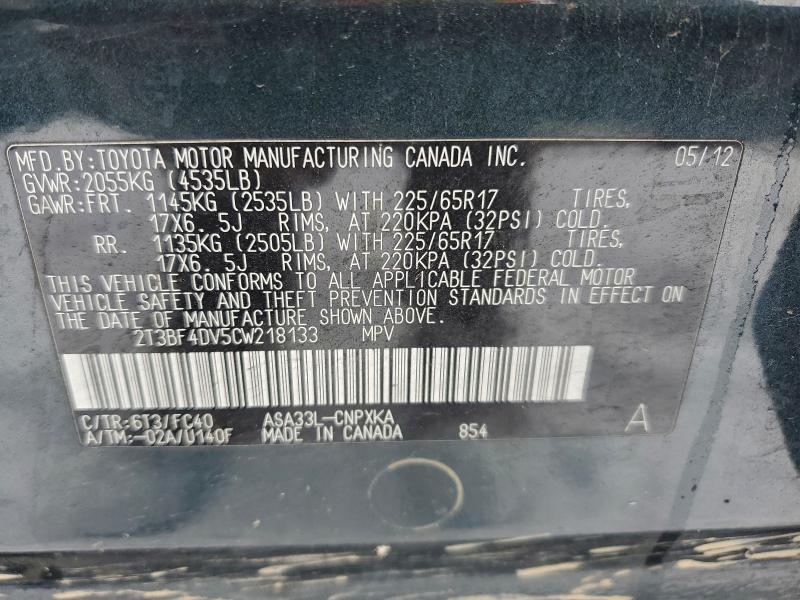 MFD.BY:TOYOTA MOTOR MANUFACTURING CANADA INC. 05/12
GVWR:2055KG (4535LB)
GAWR:FRT. 1145KG (2535LB) WITH 225/65R17 TIRES,
17X6. 5J RIMS, AT 220KPA (32PSI) COLD.
RR. 1135KG (2505LB) WITH 225/65R17 TIRES,
17X6. 5J RIMS, AT 220KPA (32PSI) COLD.
THIS VEHICLE CONFORMS TO ALL APPLICABLE FEDERAL MOTOR
VEHICLE SAFETY AND THEFT PREVENTION STANDARDS IN EFFECT ON
THE DATE OF MANUFACTURE SHOWN ABOVE.
2T3BF4DV5CW218133 MPV
C/TR:6T3/FC40 ASA33L-CNPXKA A
A/TM:-02A/U140F MADE IN CANADA 854